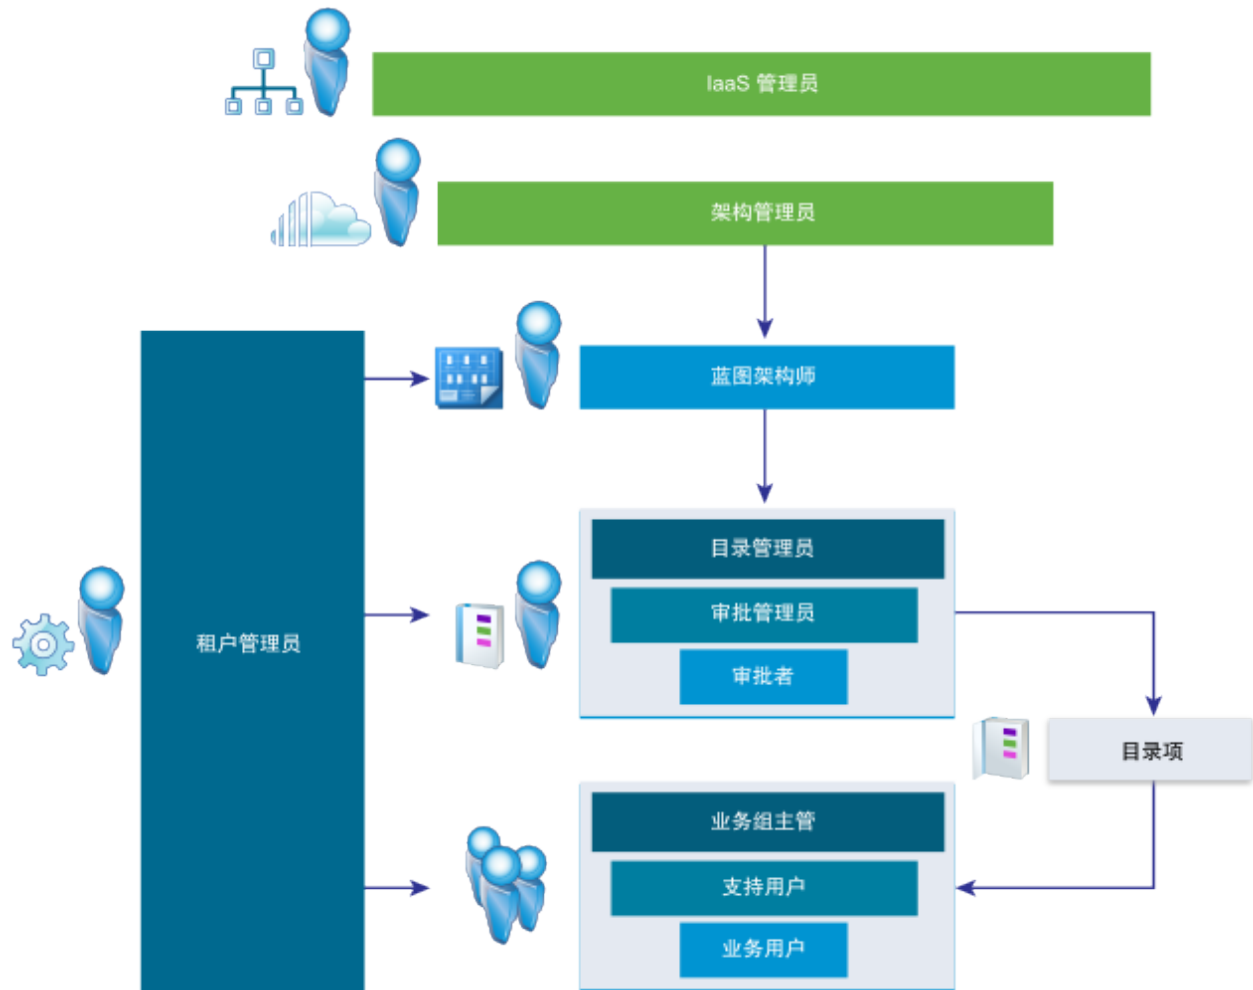 IaaS 管理员
架构管理员
蓝图架构师
目录管理员
审批管理员
审批者
租户管理员
目录项
业务组主管
支持用户
业务用户